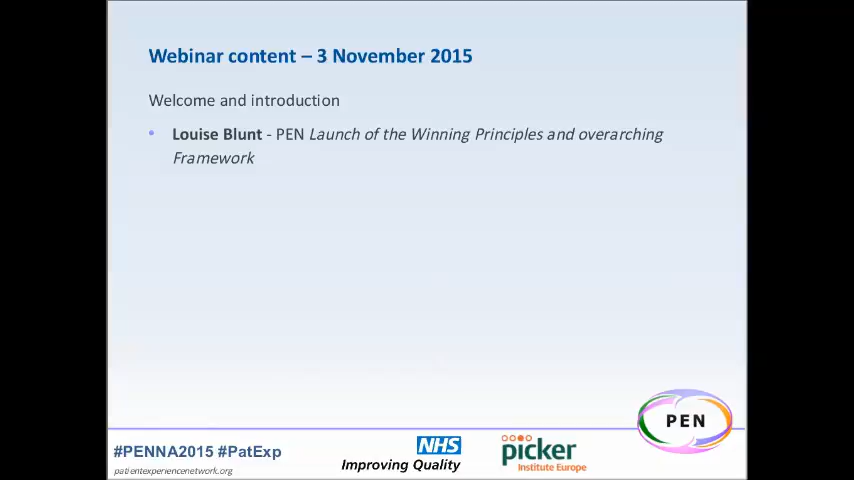 Webinar content – 3 November 2015
Welcome and introduction
• Louise Blunt - PEN Launch of the Winning Principles and overarching
Framework
PEN
#PENNA2015 #PatExp
patientexperiencenetwork.org
NHS
Improving Quality
picker
Institute Europe